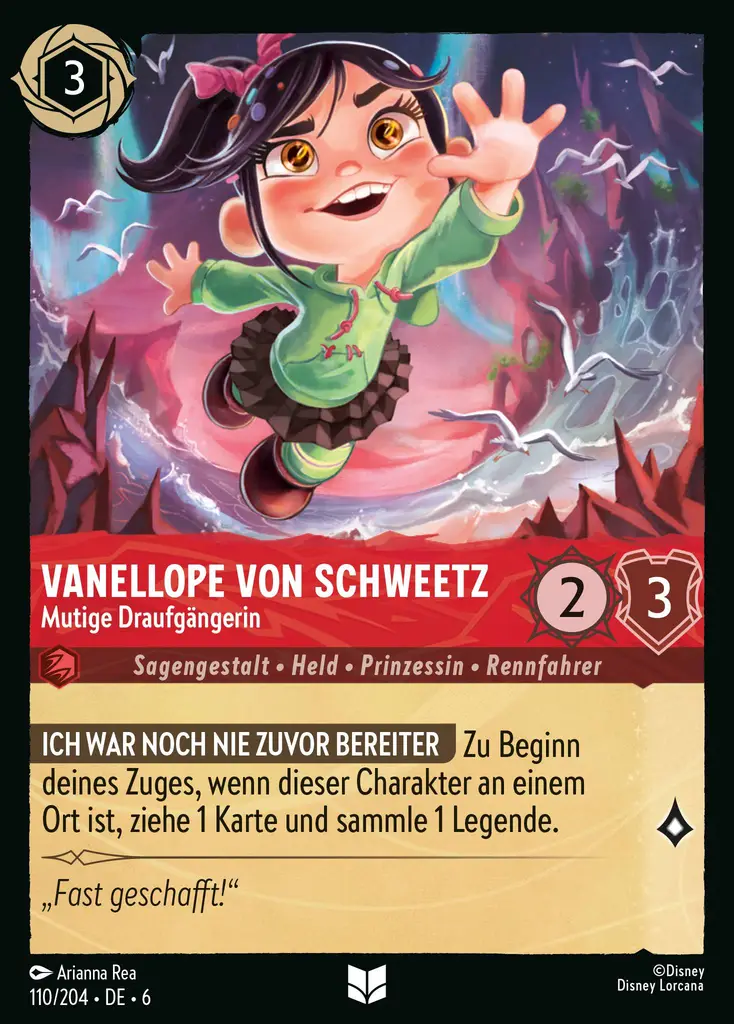 3
VANELLOPE VON SCHWEETZ
Mutige Draufgängerin
2
3
Sagengestalt • Held • Prinzessin • Rennfahrer
ICH WAR NOCH NIE ZUVOR BEREITER Zu Beginn
deines Zuges, wenn dieser Charakter an einem
Ort ist, ziehe 1 Karte und sammle 1 Legende.
„Fast geschafft!“
Arianna Rea
110/204 • DE • 6
©Disney
Disney Lorcana